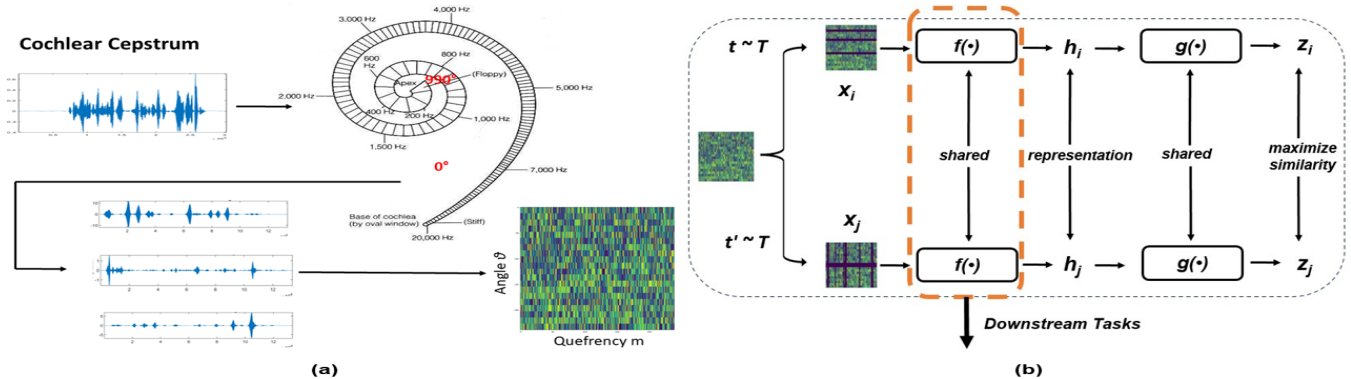 Cochlear Cepstrum
3,000 Hz
4,000 Hz
600
Hz
800
Hz
990°
(Floppy)
Apex
5,000 Hz
2,000 Hz
400 Hz
200 Hz
1,000 Hz
1,500 Hz
0°
7,000 Hz
Base of cochlea
(by oval window)
(Stiff)
20,000 Hz
Angle ϑ
Quefrency m
(a)
t ~ T
x_i
f(•)
h_i
g(•)
z_i
shared
representation
shared
maximize
similarity
t' ~ T
x_j
f(•)
h_j
g(•)
z_j
Downstream Tasks
(b)